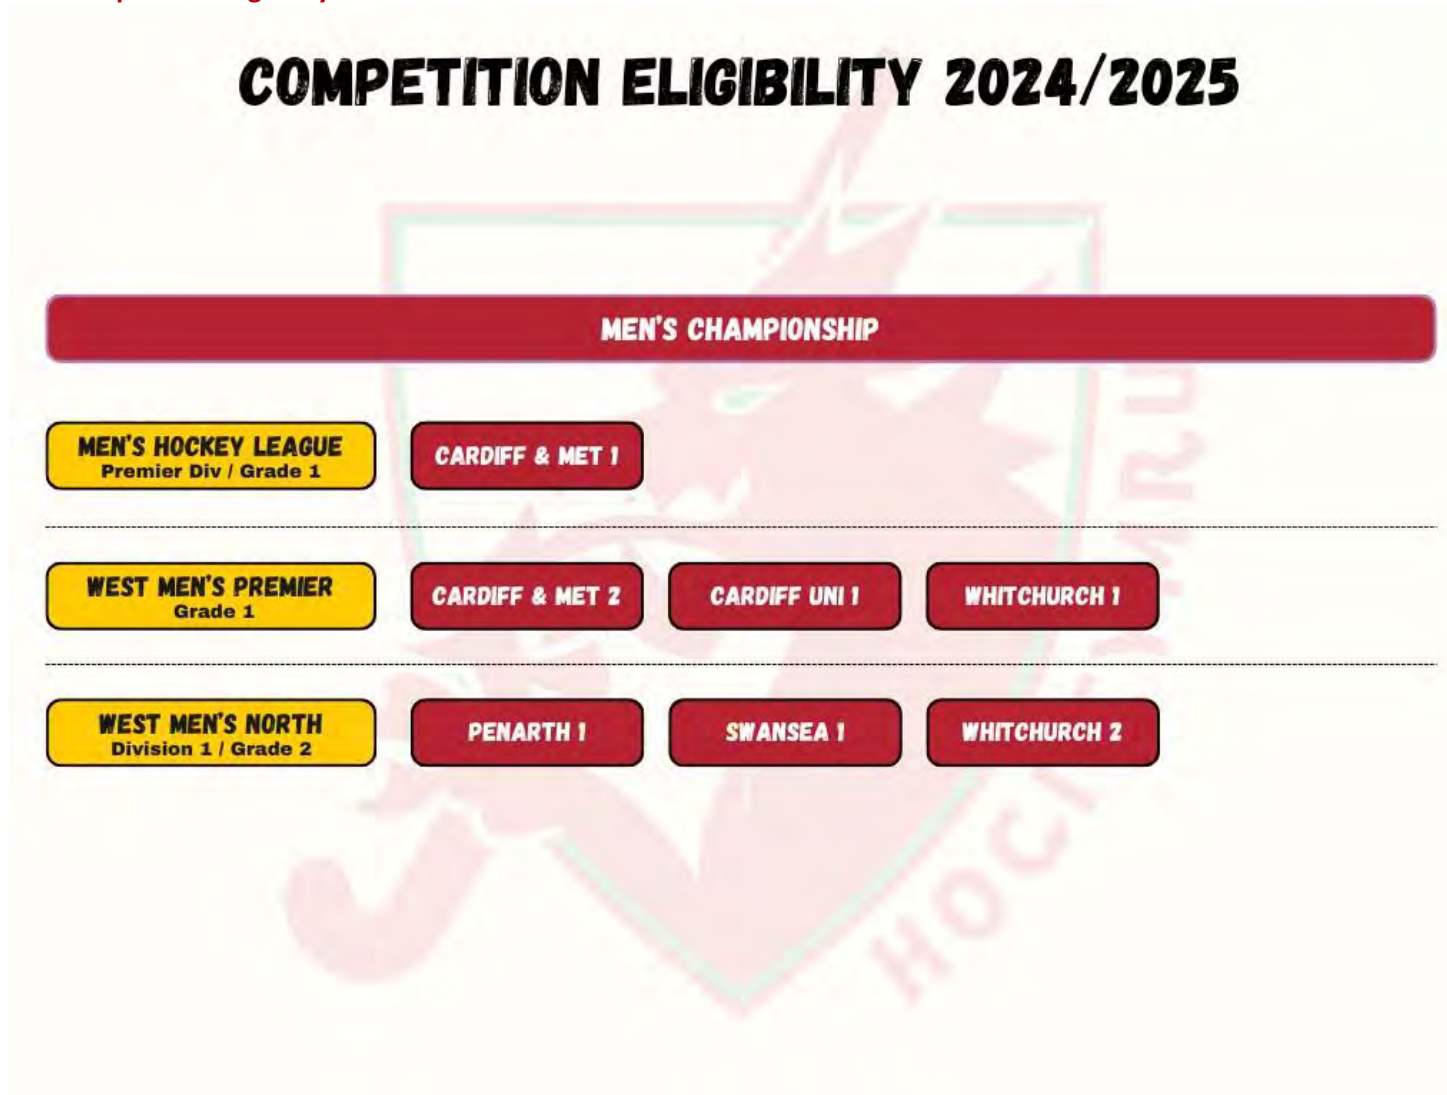 COMPETITION ELIGIBILITY 2024/2025
MEN'S CHAMPIONSHIP
MEN'S HOCKEY LEAGUE
Premier Div / Grade 1
CARDIFF & MET 1
WEST MEN'S PREMIER
Grade 1
CARDIFF & MET 2
CARDIFF UNI 1
WHITCHURCH 1
WEST MEN'S NORTH
Division 1 / Grade 2
PENARTH 1
SWANSEA 1
WHITCHURCH 2